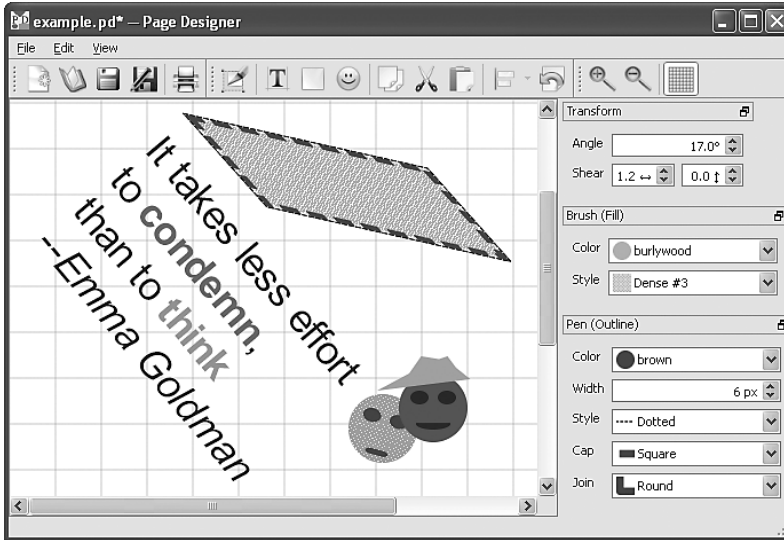 example.pd* — Page Designer
File Edit View
T
Transform
Angle 17.0°
Shear 1.2 ↔ 0.0 ↕
Brush (Fill)
Color burlywood
Style Dense #3
Pen (Outline)
Color brown
Width 6 px
Style Dotted
Cap Square
Join Round
It takes less effort
to condemn,
than to think
--Emma Goldman